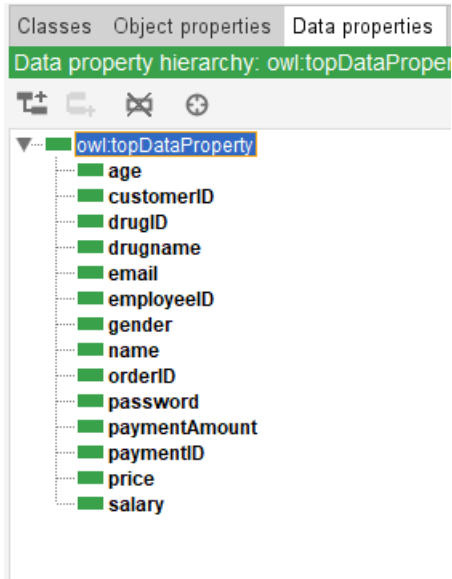 Classes Object properties Data properties
Data property hierarchy: owl:topDataProper
owl:topDataProperty
age
customerID
drugID
drugname
email
employeeID
gender
name
orderID
password
paymentAmount
paymentID
price
salary